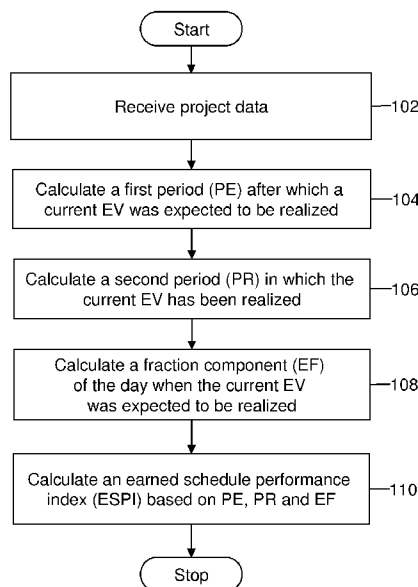 Start
Receive project data
102
Calculate a first period (PE) after which a
current EV was expected to be realized
104
Calculate a second period (PR) in which the
current EV has been realized
106
Calculate a fraction component (EF)
of the day when the current EV
was expected to be realized
108
Calculate an earned schedule performance
index (ESPI) based on PE, PR and EF
110
Stop